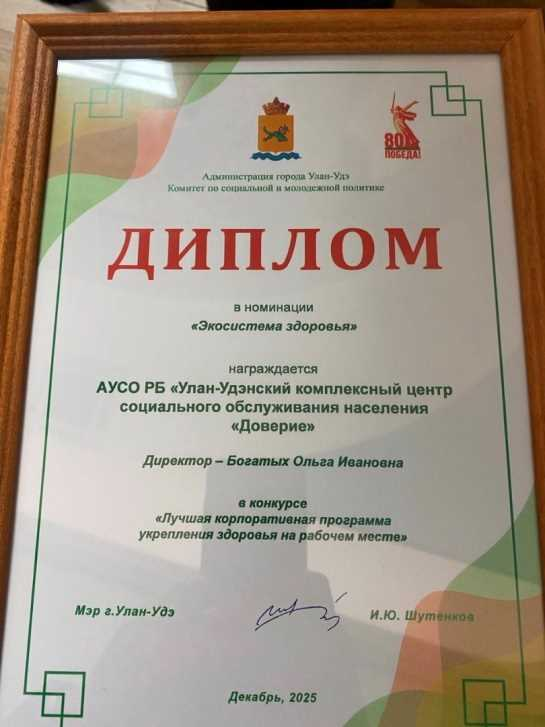 80
ПОБЕДА!
Администрация города Улан-Удэ
Комитет по социальной и молодежной политике
ДИПЛОМ
в номинации
«Экосистема здоровья»
награждается
АУСО РБ «Улан-Удэнский комплексный центр
социального обслуживания населения
«Доверие»
Директор – Богатых Ольга Ивановна
в конкурсе
«Лучшая корпоративная программа
укрепления здоровья на рабочем месте»
Мэр г.Улан-Удэ И.Ю. Шутенков
Декабрь, 2025